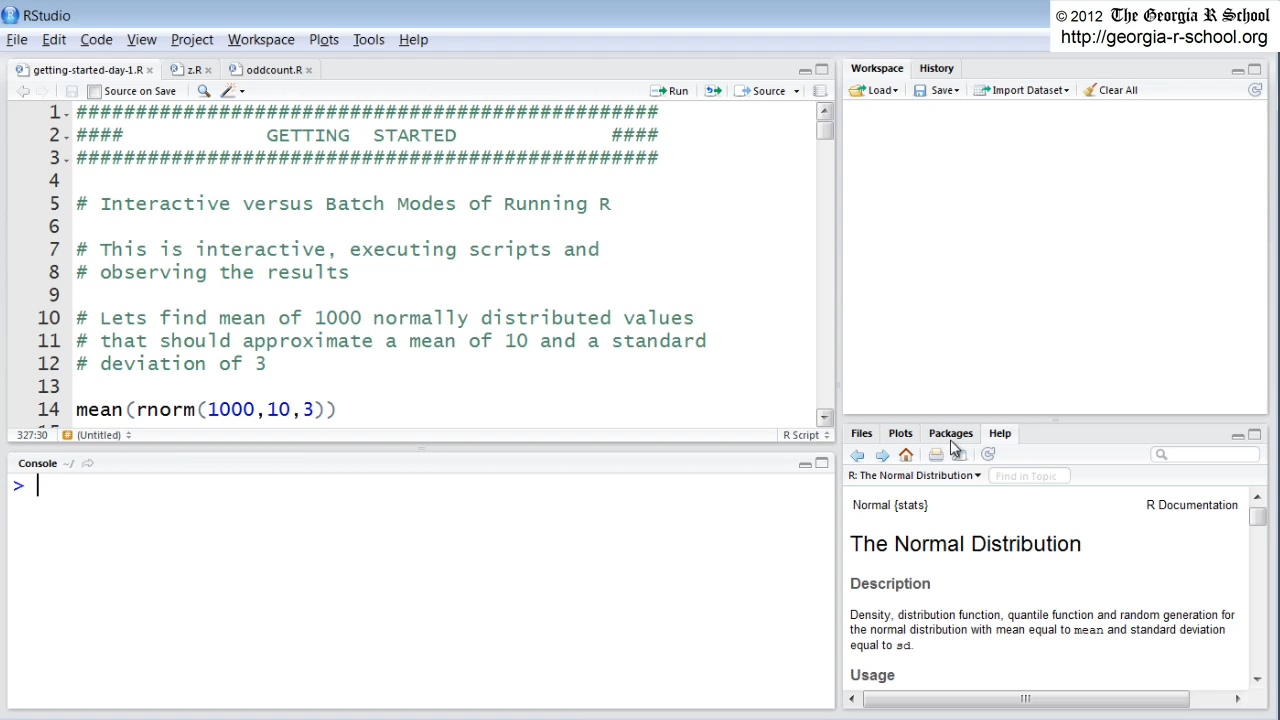 RStudio
© 2012 The Georgia R School
http://georgia-r-school.org
File Edit Code View Project Workspace Plots Tools Help
getting-started-day-1.R × z.R × oddcount.R ×
Source on Save Run Source
1 #################################################
2 #### GETTING STARTED ####
3 #################################################
4
5 # Interactive versus Batch Modes of Running R
6
7 # This is interactive, executing scripts and
8 # observing the results
9
10 # Lets find mean of 1000 normally distributed values
11 # that should approximate a mean of 10 and a standard
12 # deviation of 3
13
14 mean(rnorm(1000,10,3))
327:30 # (Untitled) R Script
Console ~/
>
Workspace History
Load Save Import Dataset Clear All
Files Plots Packages Help
R: The Normal Distribution Find in Topic
Normal {stats} R Documentation
The Normal Distribution
Description
Density, distribution function, quantile function and random generation for
the normal distribution with mean equal to mean and standard deviation
equal to sd.
Usage